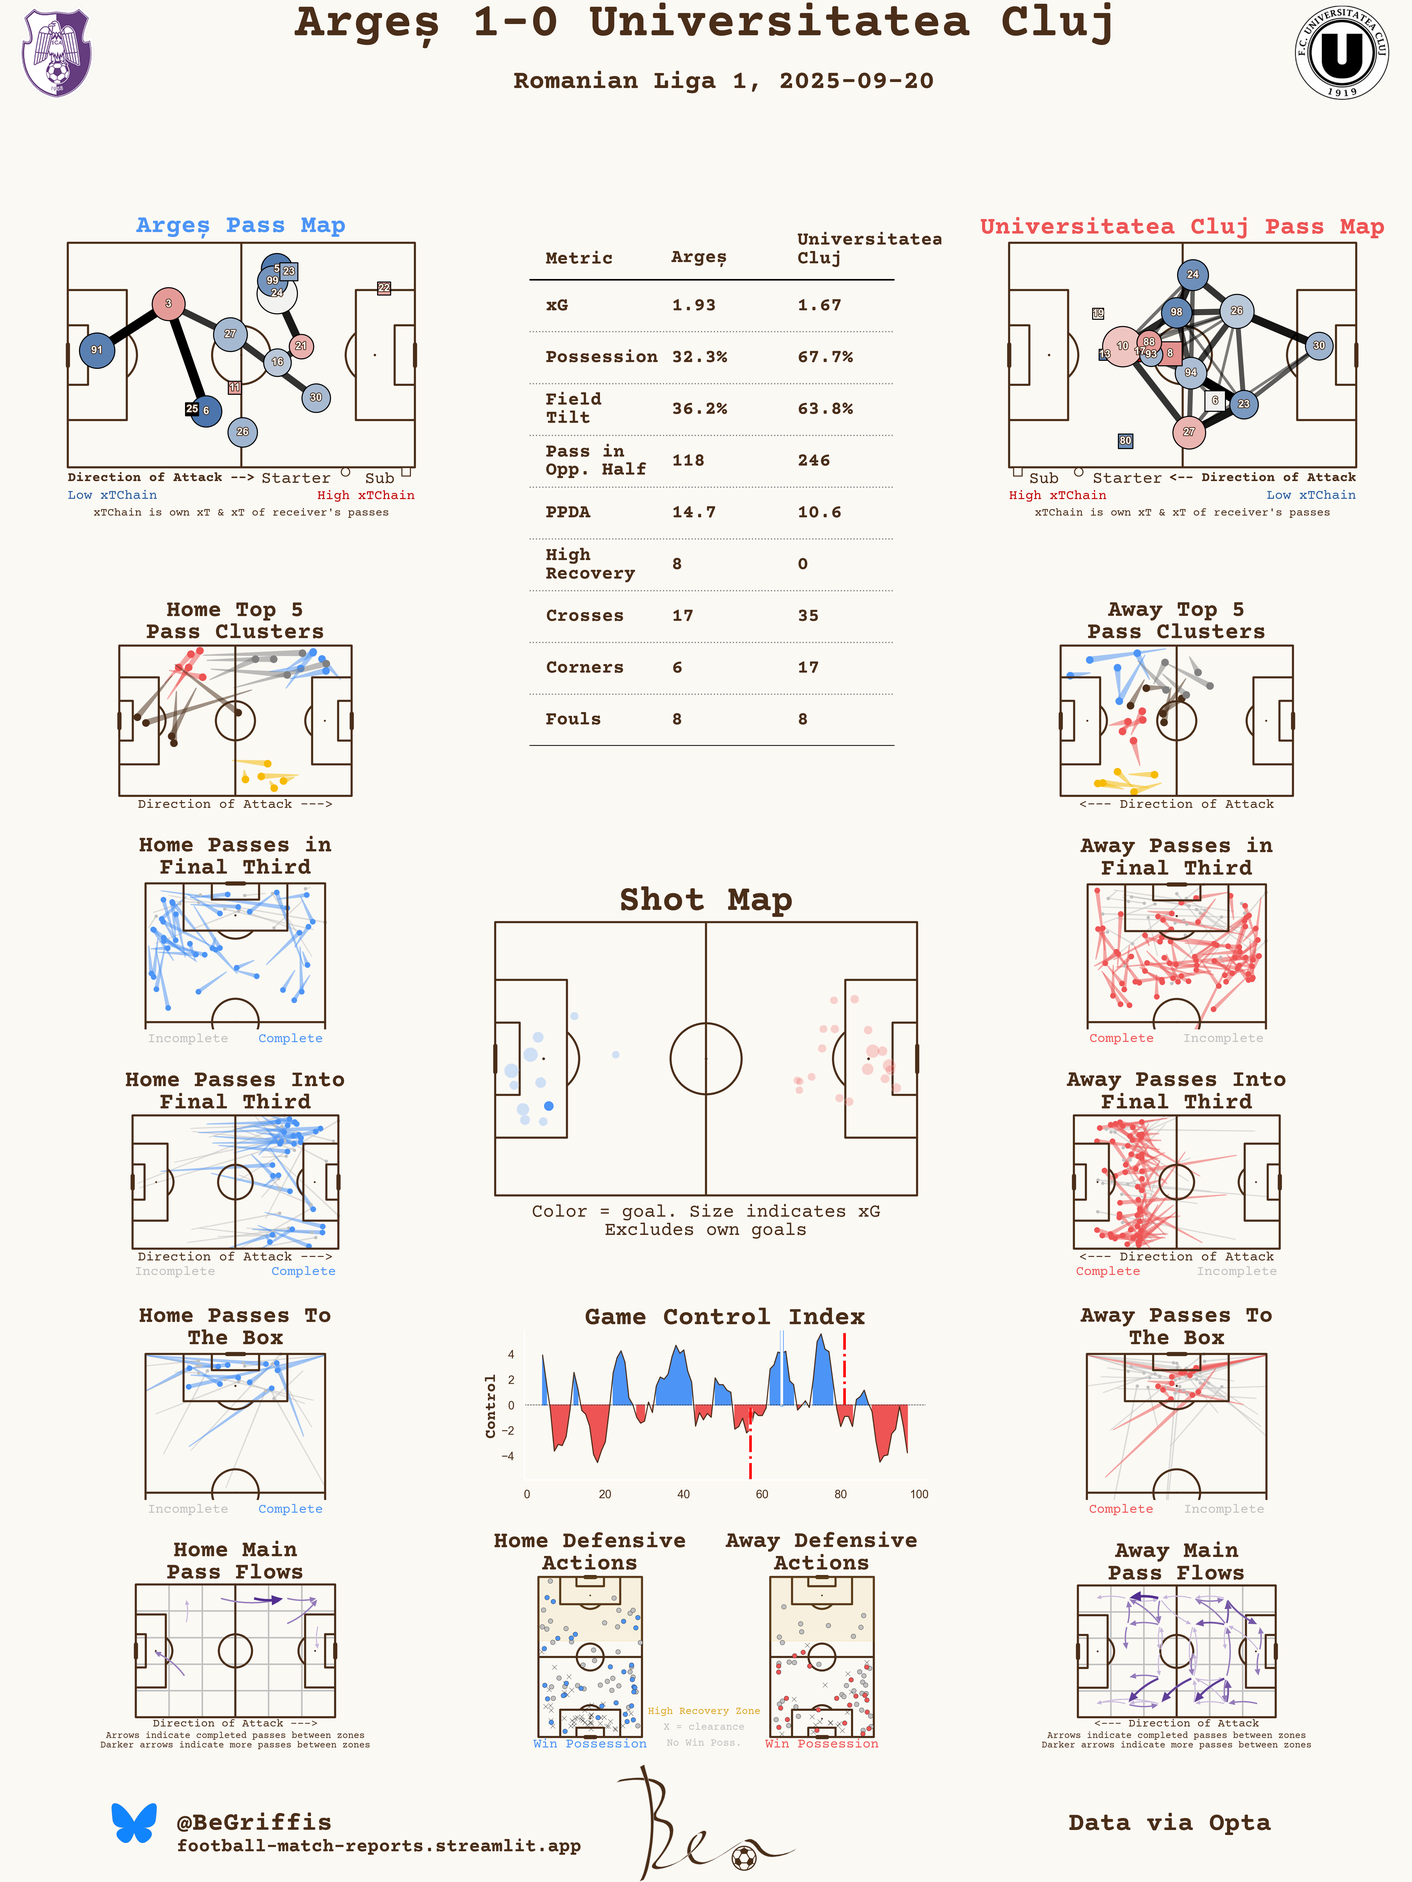 Argeș 1-0 Universitatea Cluj
Romanian Liga 1, 2025-09-20
F.C. UNIVERSITATEA CLUJ
U
1919
Argeș Pass Map
5
23
99
24
22
3
27
91
21
16
11
30
25
6
26
Direction of Attack --> Starter Sub
Low xTChain High xTChain
xTChain is own xT & xT of receiver's passes
Metric Argeș Universitatea Cluj
xG 1.93 1.67
Possession 32.3% 67.7%
Field Tilt 36.2% 63.8%
Pass in Opp. Half 118 246
PPDA 14.7 10.6
High Recovery 8 0
Crosses 17 35
Corners 6 17
Fouls 8 8
Universitatea Cluj Pass Map
24
19
98
26
10
88
13
17
93
8
30
94
6
23
27
80
Sub Starter <-- Direction of Attack
High xTChain Low xTChain
xTChain is own xT & xT of receiver's passes
Home Top 5
Pass Clusters
Direction of Attack --->
Away Top 5
Pass Clusters
<--- Direction of Attack
Home Passes in
Final Third
Incomplete Complete
Shot Map
Color = goal. Size indicates xG
Excludes own goals
Away Passes in
Final Third
Complete Incomplete
Home Passes Into
Final Third
Direction of Attack --->
Incomplete Complete
Away Passes Into
Final Third
<--- Direction of Attack
Complete Incomplete
Home Passes To
The Box
Incomplete Complete
Game Control Index
Control
4
2
0
−2
−4
0 20 40 60 80 100
Away Passes To
The Box
Complete Incomplete
Home Main
Pass Flows
Direction of Attack --->
Arrows indicate completed passes between zones
Darker arrows indicate more passes between zones
Home Defensive
Actions
Win Possession
Away Defensive
Actions
Win Possession
High Recovery Zone
X = clearance
No Win Poss.
Away Main
Pass Flows
<--- Direction of Attack
Arrows indicate completed passes between zones
Darker arrows indicate more passes between zones
@BeGriffis
football-match-reports.streamlit.app
Ben
Data via Opta